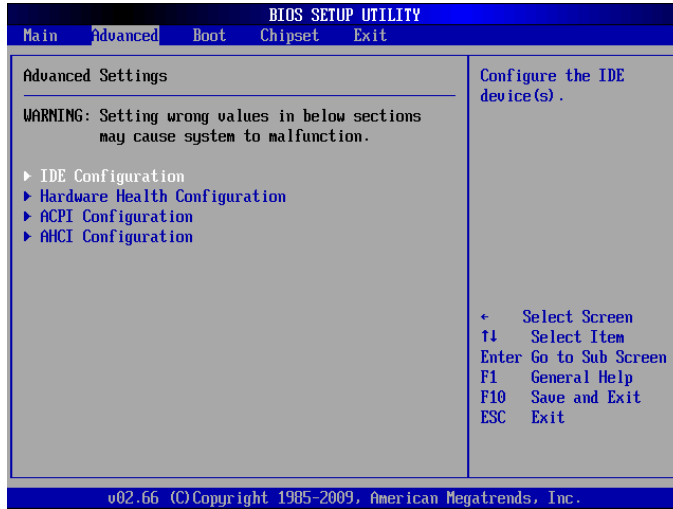 BIOS SETUP UTILITY
Main Advanced Boot Chipset Exit
Advanced Settings
WARNING: Setting wrong values in below sections
may cause system to malfunction.
▶ IDE Configuration
▶ Hardware Health Configuration
▶ ACPI Configuration
▶ AHCI Configuration
Configure the IDE
device(s).
← Select Screen
↑↓ Select Item
Enter Go to Sub Screen
F1 General Help
F10 Save and Exit
ESC Exit
v02.66 (C)Copyright 1985-2009, American Megatrends, Inc.